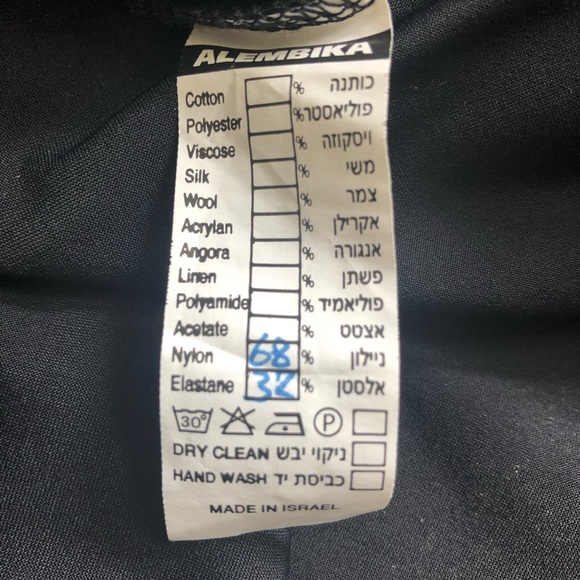 ALEMBIKA
Cotton % כותנה
Polyester % פוליאסטר
Viscose % ויסקוזה
Silk % משי
Wool % צמר
Acrylan % אקרילן
Angora % אנגורה
Linen % פשתן
Polyamide % פוליאמיד
Acetate % אצטט
Nylon 68 % ניילון
Elastane 32 % אלסטן
30° P
DRY CLEAN ניקוי יבש
HAND WASH כביסת יד
MADE IN ISRAEL